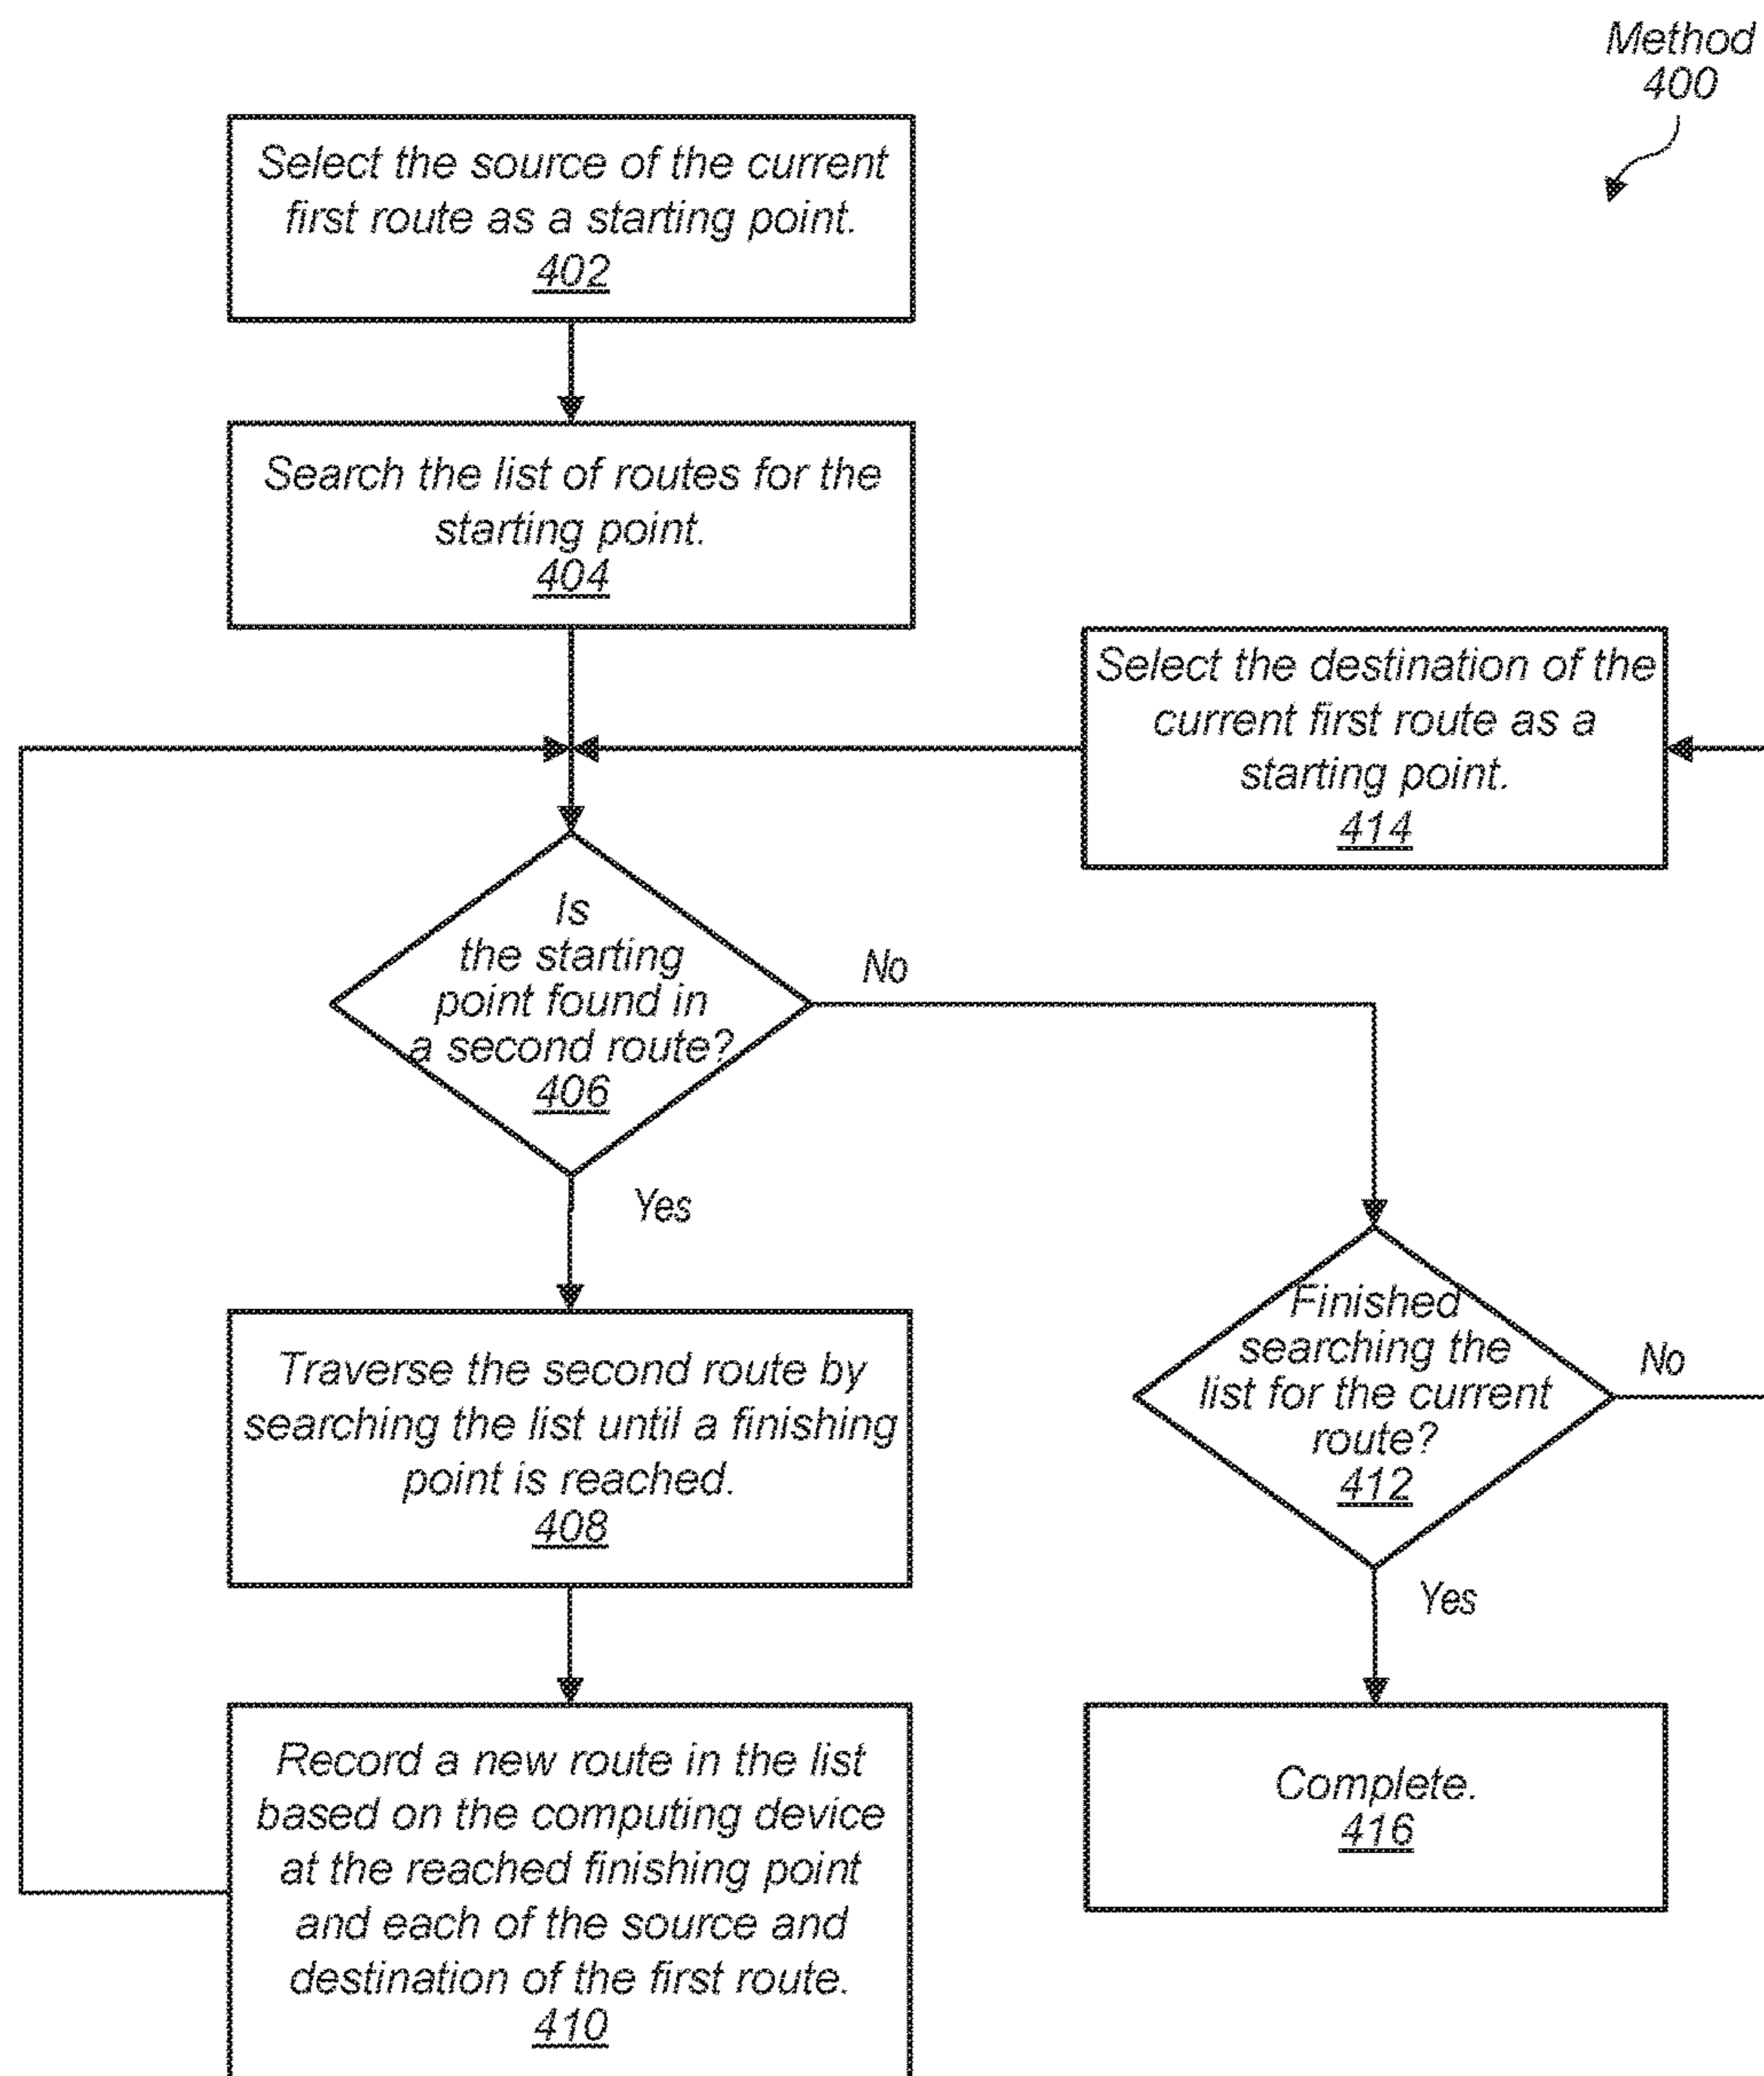 Method
400
Select the source of the current
first route as a starting point.
402
Search the list of routes for the
starting point.
404
Select the destination of the
current first route as a
starting point.
414
Is
the starting
point found in
a second route?
406
No
Yes
Finished
searching the
list for the current
route?
412
No
Yes
Traverse the second route by
searching the list until a finishing
point is reached.
408
Record a new route in the list
based on the computing device
at the reached finishing point
and each of the source and
destination of the first route.
410
Complete.
416